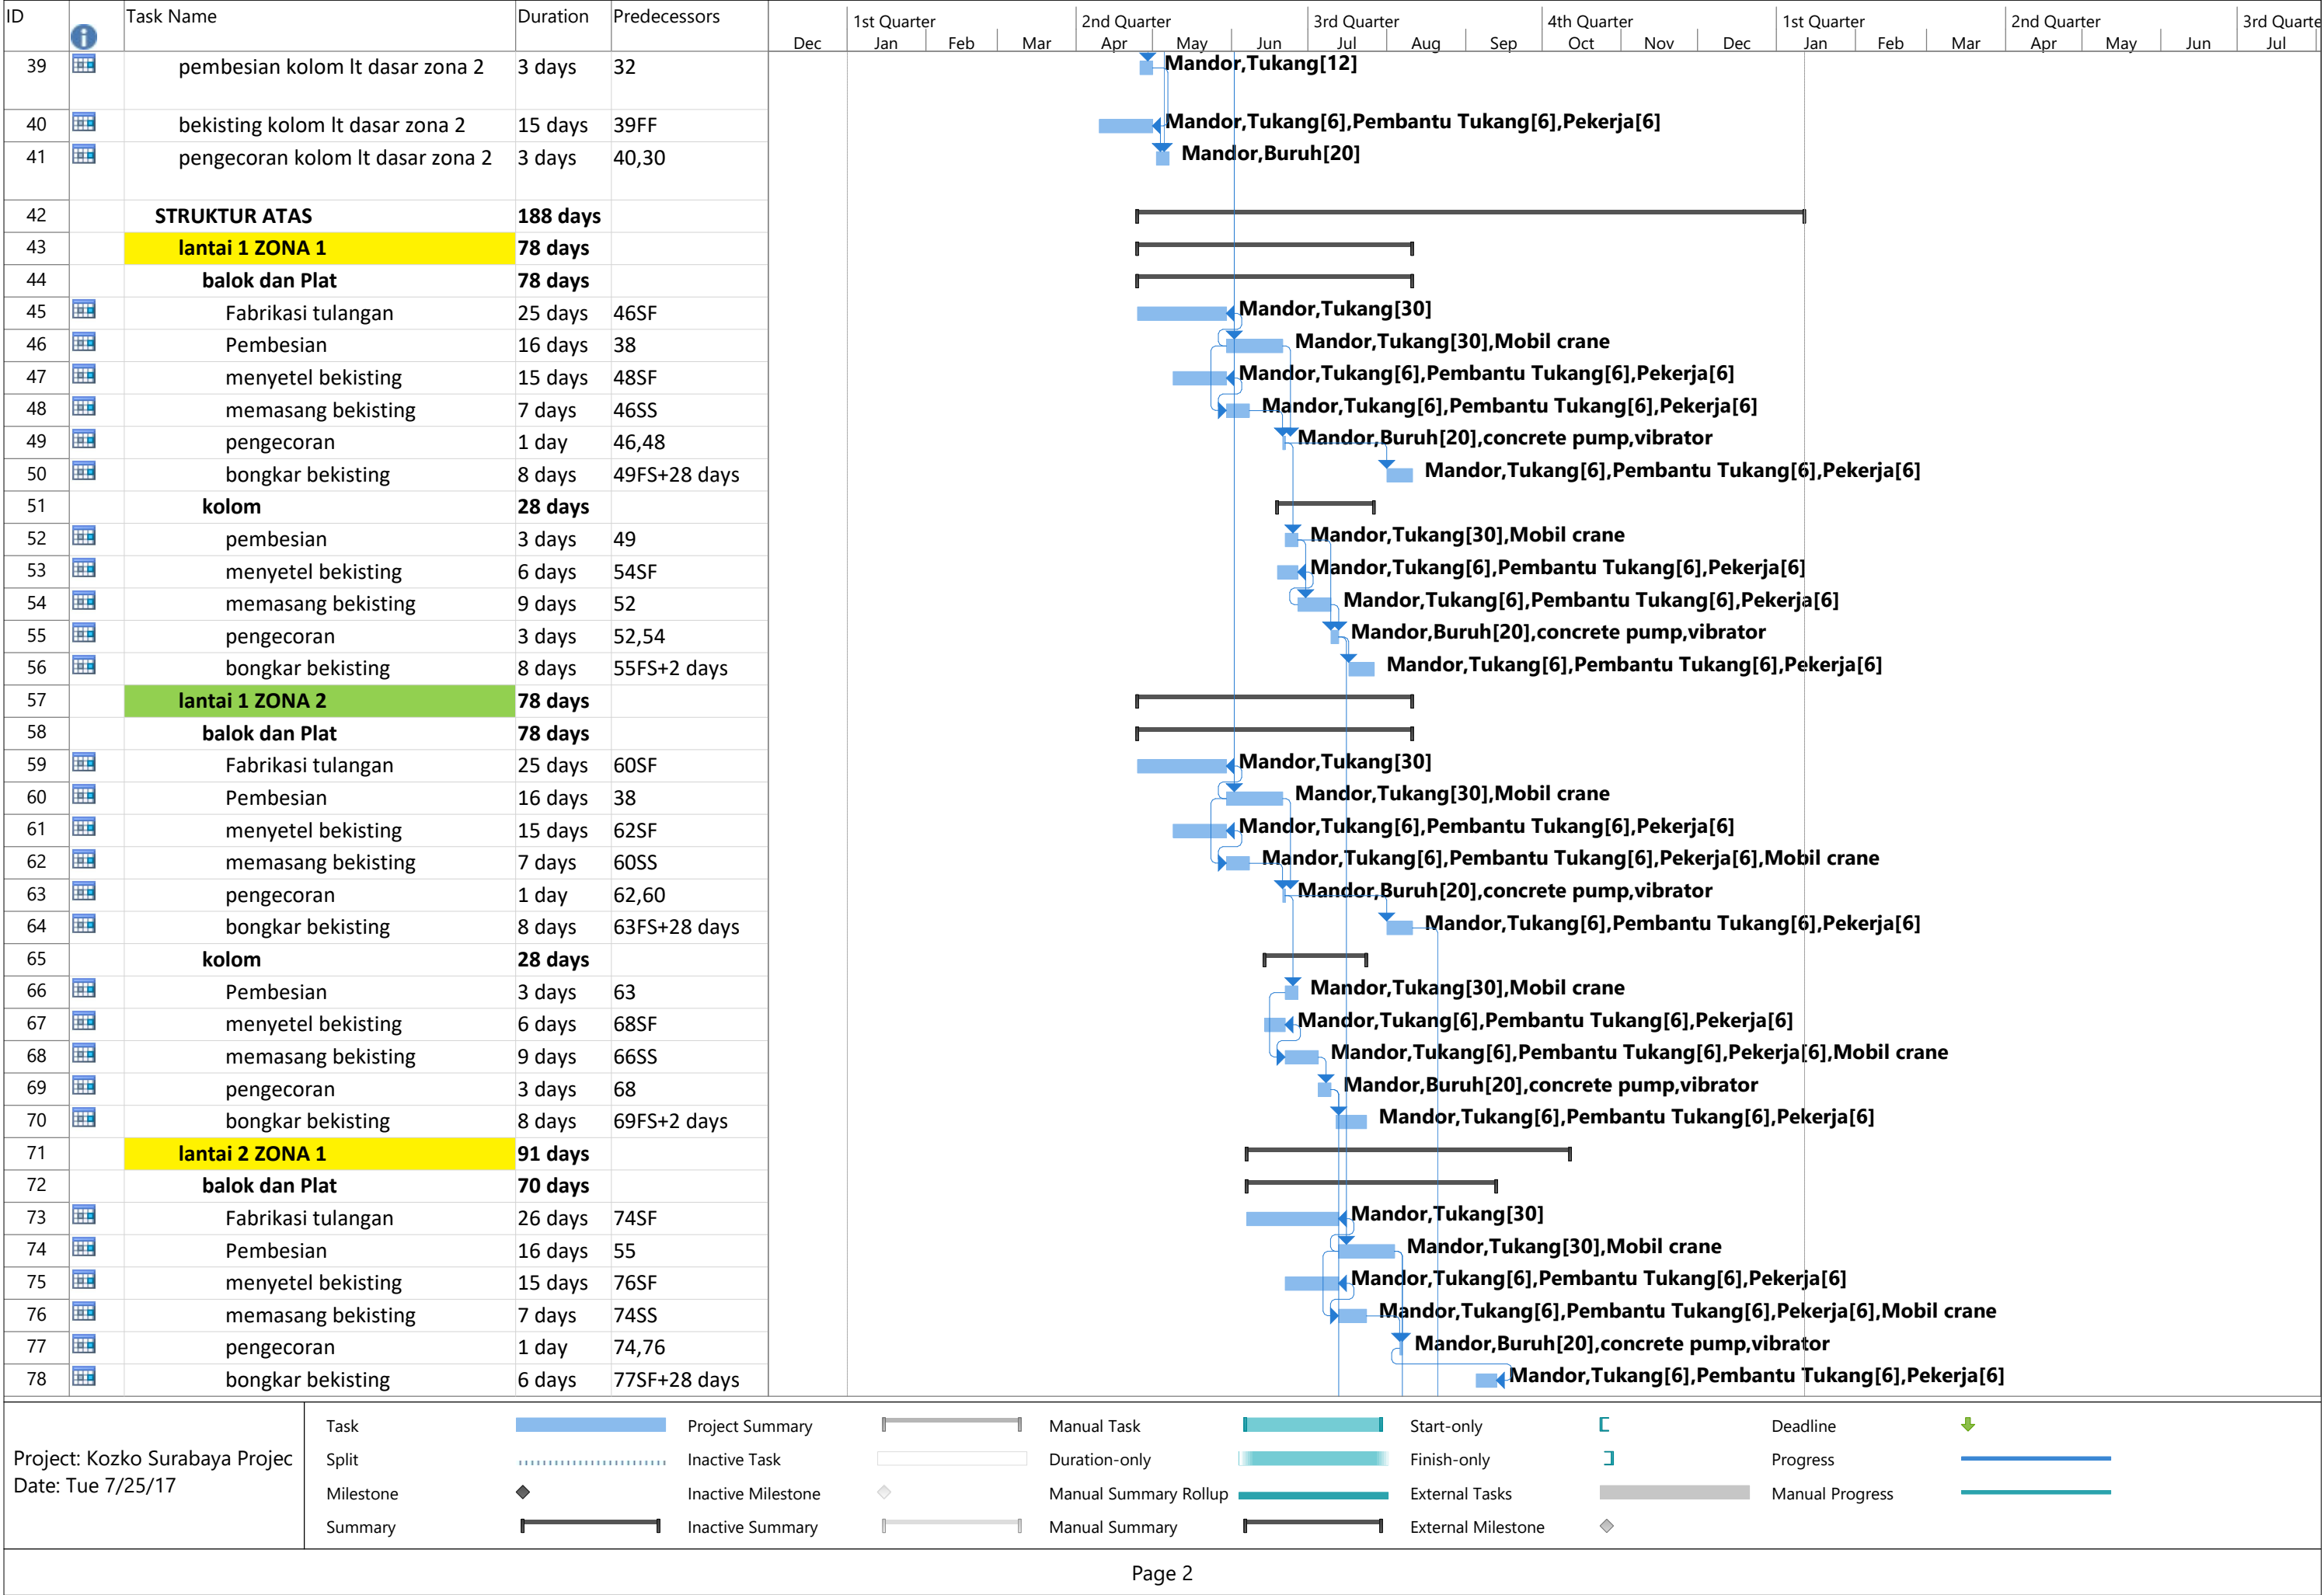 ID Task Name Duration Predecessors
1st Quarter 2nd Quarter 3rd Quarter 4th Quarter 1st Quarter 2nd Quarter 3rd Quarte
Dec Jan Feb Mar Apr May Jun Jul Aug Sep Oct Nov Dec Jan Feb Mar Apr May Jun Jul
39 pembesian kolom lt dasar zona 2 3 days 32 Mandor,Tukang[12]
40 bekisting kolom lt dasar zona 2 15 days 39FF Mandor,Tukang[6],Pembantu Tukang[6],Pekerja[6]
41 pengecoran kolom lt dasar zona 2 3 days 40,30 Mandor,Buruh[20]
42 STRUKTUR ATAS 188 days
43 lantai 1 ZONA 1 78 days
44 balok dan Plat 78 days
45 Fabrikasi tulangan 25 days 46SF Mandor,Tukang[30]
46 Pembesian 16 days 38 Mandor,Tukang[30],Mobil crane
47 menyetel bekisting 15 days 48SF Mandor,Tukang[6],Pembantu Tukang[6],Pekerja[6]
48 memasang bekisting 7 days 46SS Mandor,Tukang[6],Pembantu Tukang[6],Pekerja[6]
49 pengecoran 1 day 46,48 Mandor,Buruh[20],concrete pump,vibrator
50 bongkar bekisting 8 days 49FS+28 days Mandor,Tukang[6],Pembantu Tukang[6],Pekerja[6]
51 kolom 28 days
52 pembesian 3 days 49 Mandor,Tukang[30],Mobil crane
53 menyetel bekisting 6 days 54SF Mandor,Tukang[6],Pembantu Tukang[6],Pekerja[6]
54 memasang bekisting 9 days 52 Mandor,Tukang[6],Pembantu Tukang[6],Pekerja[6]
55 pengecoran 3 days 52,54 Mandor,Buruh[20],concrete pump,vibrator
56 bongkar bekisting 8 days 55FS+2 days Mandor,Tukang[6],Pembantu Tukang[6],Pekerja[6]
57 lantai 1 ZONA 2 78 days
58 balok dan Plat 78 days
59 Fabrikasi tulangan 25 days 60SF Mandor,Tukang[30]
60 Pembesian 16 days 38 Mandor,Tukang[30],Mobil crane
61 menyetel bekisting 15 days 62SF Mandor,Tukang[6],Pembantu Tukang[6],Pekerja[6]
62 memasang bekisting 7 days 60SS Mandor,Tukang[6],Pembantu Tukang[6],Pekerja[6],Mobil crane
63 pengecoran 1 day 62,60 Mandor,Buruh[20],concrete pump,vibrator
64 bongkar bekisting 8 days 63FS+28 days Mandor,Tukang[6],Pembantu Tukang[6],Pekerja[6]
65 kolom 28 days
66 Pembesian 3 days 63 Mandor,Tukang[30],Mobil crane
67 menyetel bekisting 6 days 68SF Mandor,Tukang[6],Pembantu Tukang[6],Pekerja[6]
68 memasang bekisting 9 days 66SS Mandor,Tukang[6],Pembantu Tukang[6],Pekerja[6],Mobil crane
69 pengecoran 3 days 68 Mandor,Buruh[20],concrete pump,vibrator
70 bongkar bekisting 8 days 69FS+2 days Mandor,Tukang[6],Pembantu Tukang[6],Pekerja[6]
71 lantai 2 ZONA 1 91 days
72 balok dan Plat 70 days
73 Fabrikasi tulangan 26 days 74SF Mandor,Tukang[30]
74 Pembesian 16 days 55 Mandor,Tukang[30],Mobil crane
75 menyetel bekisting 15 days 76SF Mandor,Tukang[6],Pembantu Tukang[6],Pekerja[6]
76 memasang bekisting 7 days 74SS Mandor,Tukang[6],Pembantu Tukang[6],Pekerja[6],Mobil crane
77 pengecoran 1 day 74,76 Mandor,Buruh[20],concrete pump,vibrator
78 bongkar bekisting 6 days 77SF+28 days Mandor,Tukang[6],Pembantu Tukang[6],Pekerja[6]
Project: Kozko Surabaya Projec
Date: Tue 7/25/17
Task Project Summary Manual Task Start-only Deadline
Split Inactive Task Duration-only Finish-only Progress
Milestone Inactive Milestone Manual Summary Rollup External Tasks Manual Progress
Summary Inactive Summary Manual Summary External Milestone
Page 2